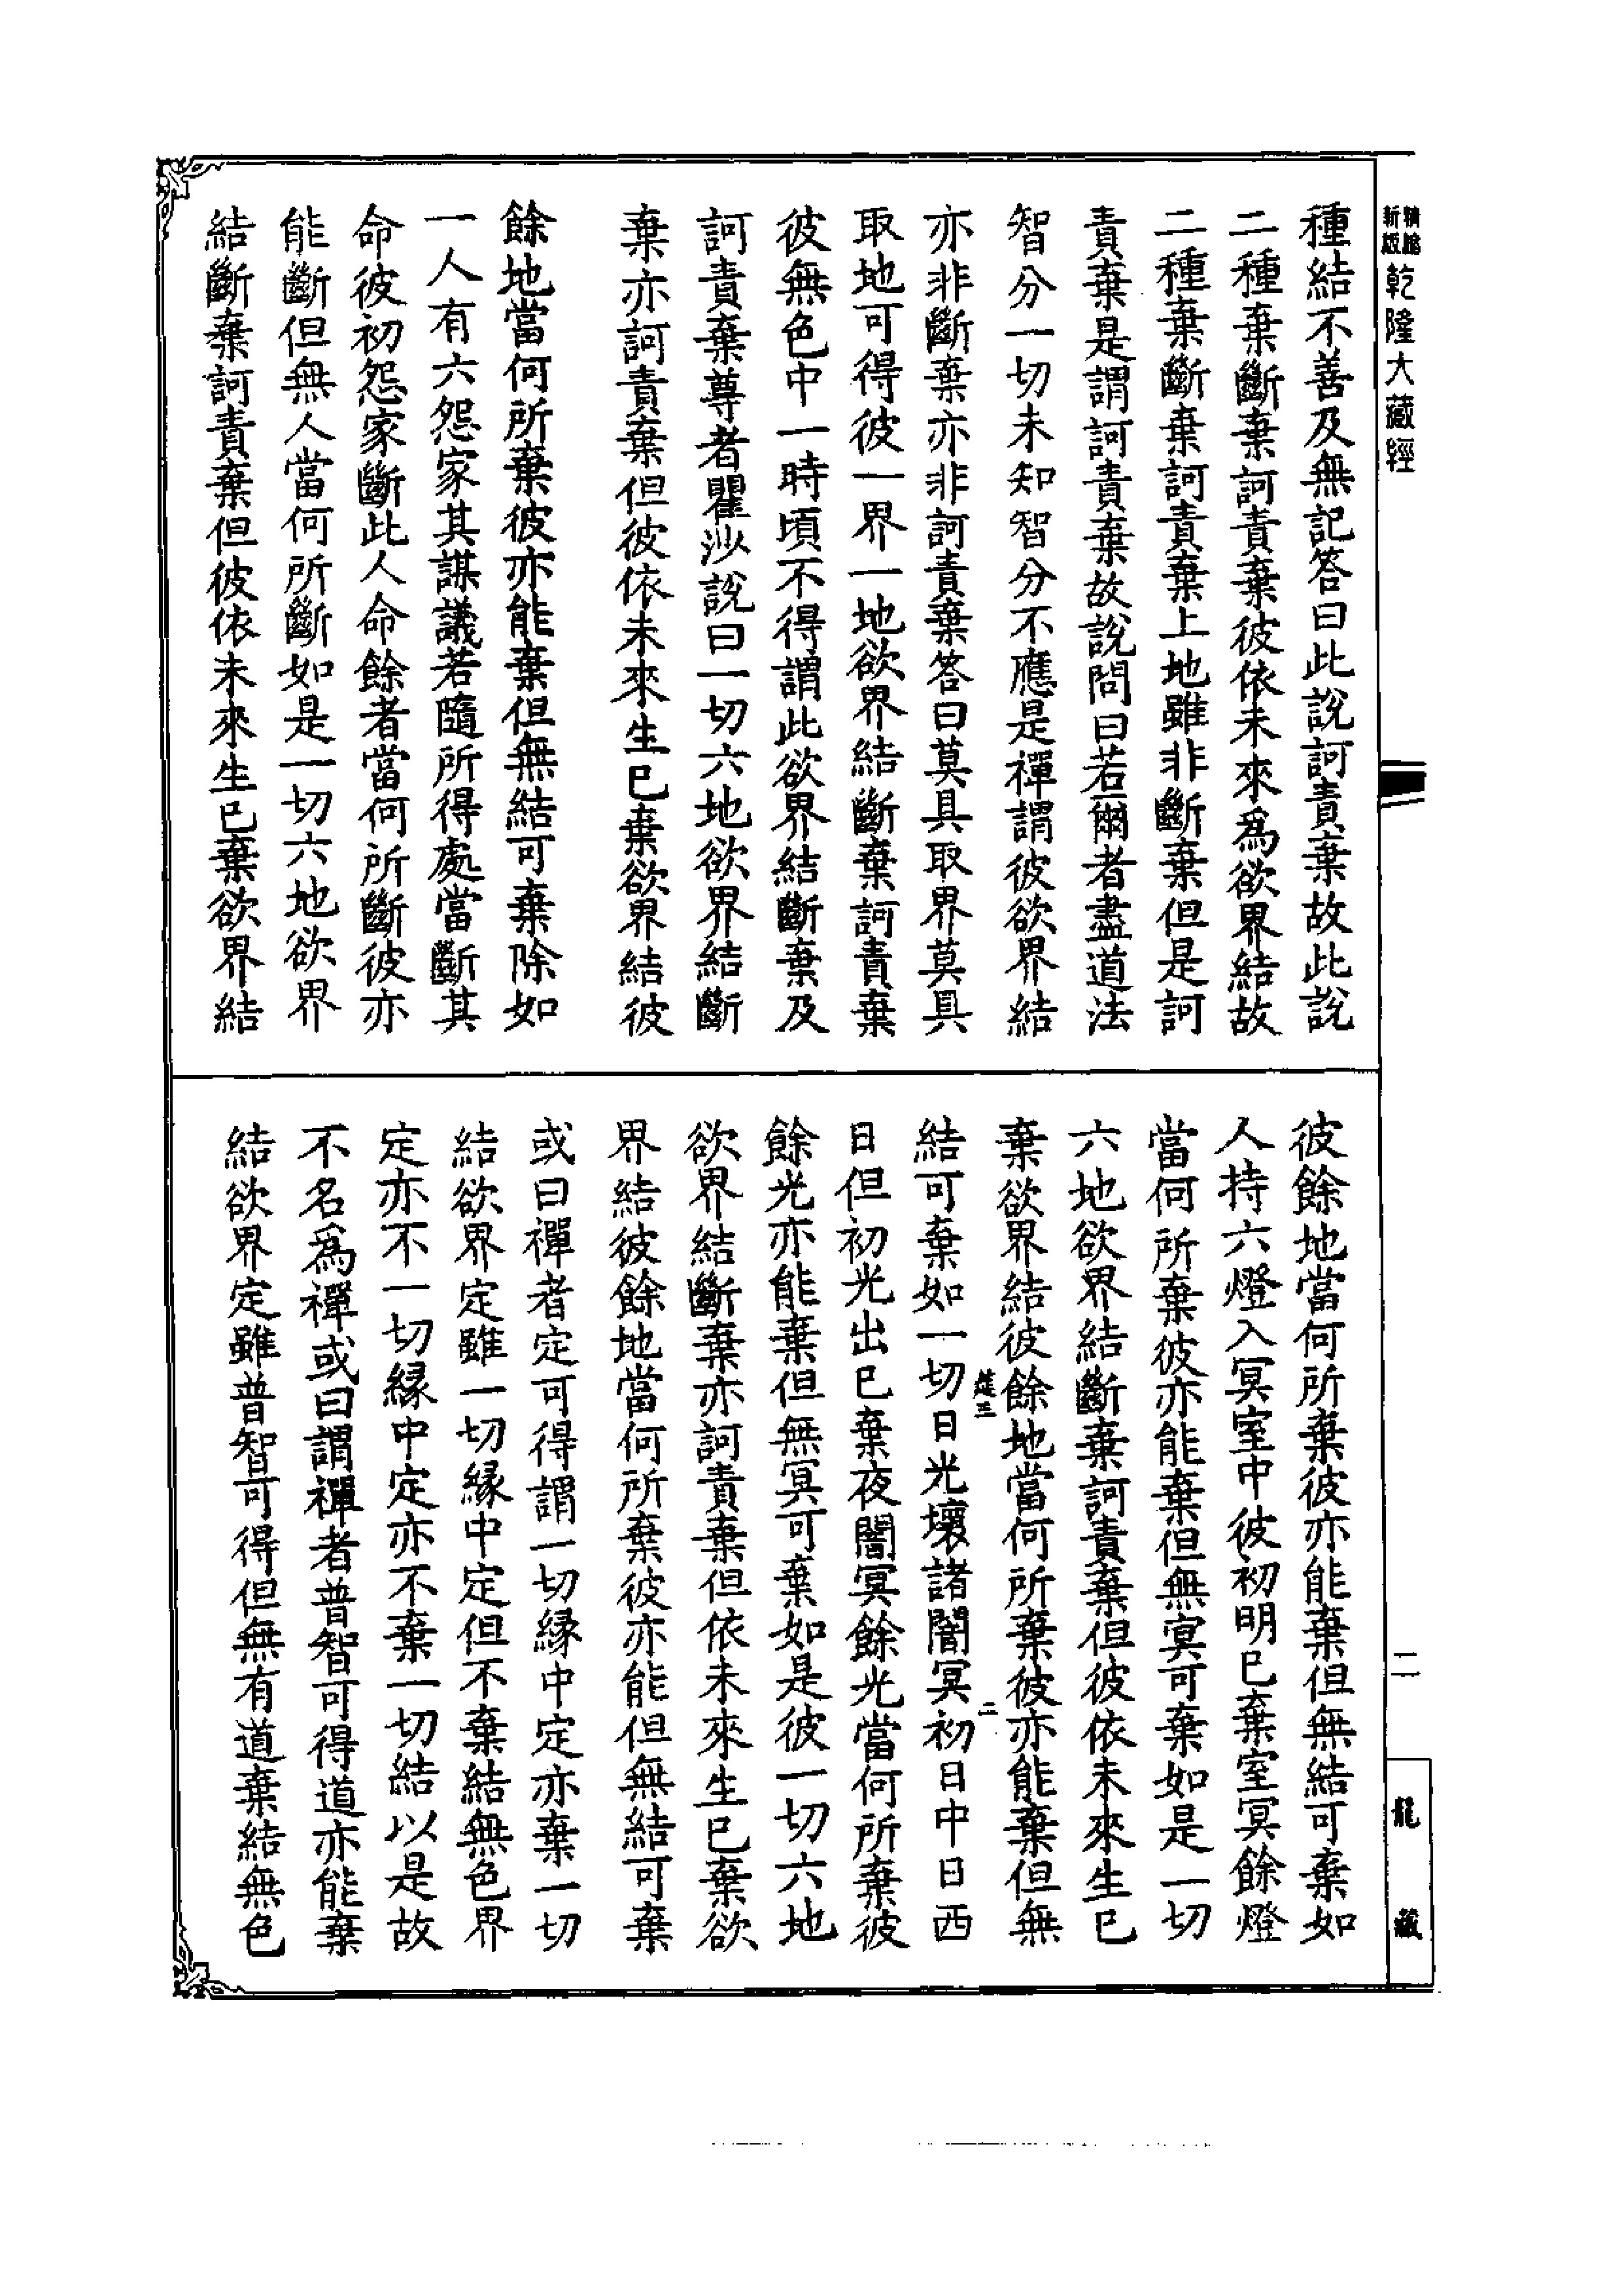 精縮新版乾隆大藏經
種結不善及無記答曰此說訶責棄故此說
二種棄斷棄訶責棄彼依未來爲欲界結故
二種棄斷棄訶責棄上地雖非斷棄但是訶
責棄是謂訶責棄故說問曰若爾者盡道法
智分一切未知智分不應是禪謂彼欲界結
亦非斷棄亦非訶責棄答曰莫具取界莫具
取地可得彼一界一地欲界結斷棄訶責棄
彼無色中一時頃不得謂此欲界結斷棄及
訶責棄尊者瞿沙說曰一切六地欲界結斷
棄亦訶責棄但彼依未來生已棄欲界結彼
餘地當何所棄彼亦能棄但無結可棄除如
一人有六怨家其謀議若隨所得處當斷其
命彼初怨家斷此人命餘者當何所斷彼亦
能斷但無人當何所斷如是一切六地欲界
結斷棄訶責棄但彼依未來生已棄欲界結
彼餘地當何所棄彼亦能棄但無結可棄如
人持六燈入冥室中彼初明已棄室冥餘燈
當何所棄彼亦能棄但無冥可棄如是一切
六地欲界結斷棄訶責棄但彼依未來生已
棄欲界結彼餘地當何所棄彼亦能棄但無
結可棄如一切日光壞諸闇冥初日中日西
日但初光出已棄夜闇冥餘光當何所棄彼
餘光亦能棄但無冥可棄如是彼一切六地
欲界結斷棄亦訶責棄但依未來生已棄欲
界結彼餘地當何所棄彼亦能但無結可棄
或曰禪者定可得謂一切緣中定亦棄一切
結欲界定雖一切緣中定但不棄結無色界
定亦不一切緣中定亦不棄一切結以是故
不名爲禪或曰謂禪者普智可得道亦能棄
結欲界定雖普智可得但無有道棄結無色
二
龍藏